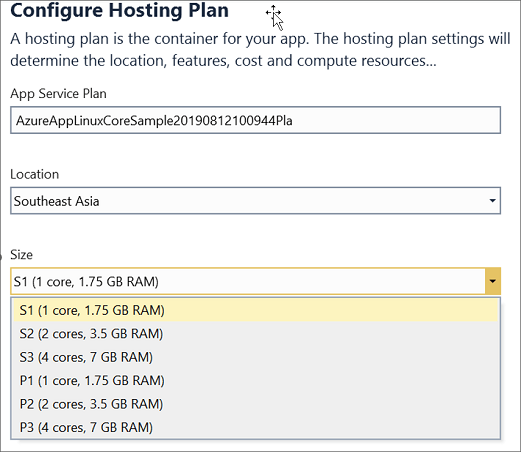 Configure Hosting Plan
A hosting plan is the container for your app. The hosting plan settings will
determine the location, features, cost and compute resources...
App Service Plan
AzureAppLinuxCoreSample20190812100944Pla
Location
Southeast Asia
Size
S1 (1 core, 1.75 GB RAM)
S1 (1 core, 1.75 GB RAM)
S2 (2 cores, 3.5 GB RAM)
S3 (4 cores, 7 GB RAM)
P1 (1 core, 1.75 GB RAM)
P2 (2 cores, 3.5 GB RAM)
P3 (4 cores, 7 GB RAM)